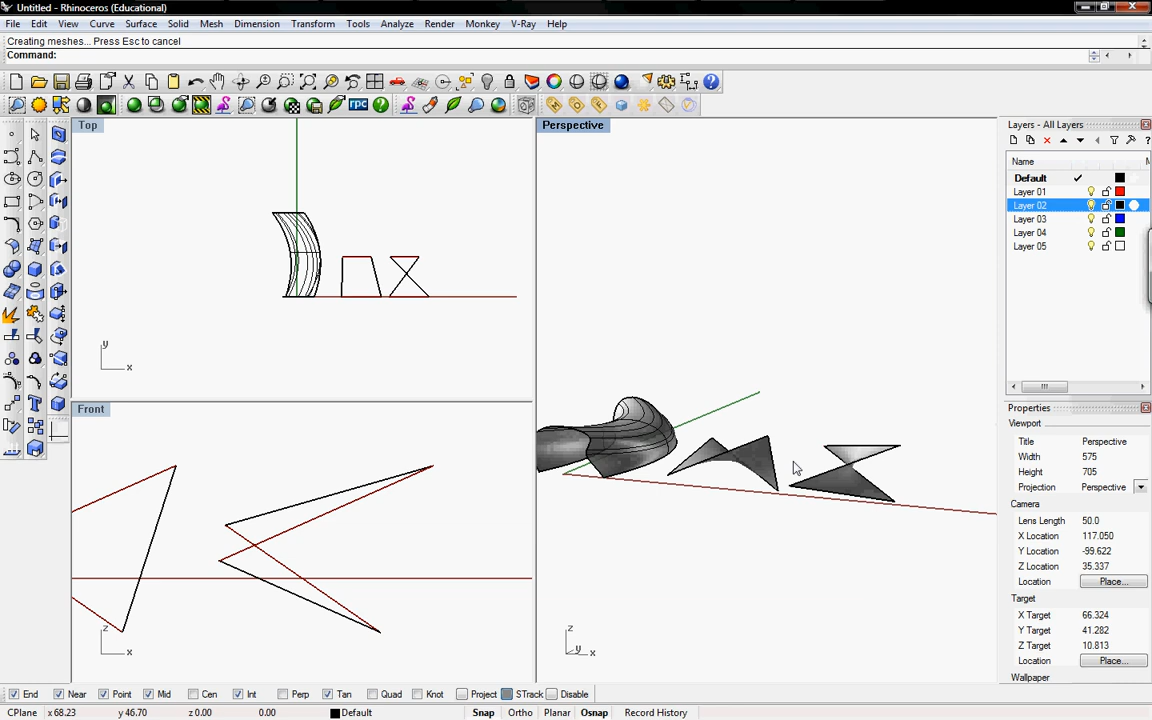 Untitled - Rhinoceros (Educational)
File Edit View Curve Surface Solid Mesh Dimension Transform Tools Analyze Render Monkey V-Ray Help
Creating meshes... Press Esc to cancel
Command:
rpc
Top
Perspective
Layers - All Layers
Name
M
Default
Layer 01
Layer 02
Layer 03
Layer 04
Layer 05
y
x
Front
z
x
z
y
x
Properties
Viewport
Title Perspective
Width 575
Height 705
Projection Perspective
Camera
Lens Length 50.0
X Location 117.050
Y Location -99.622
Z Location 35.337
Location Place...
Target
X Target 66.324
Y Target 41.282
Z Target 10.813
Location Place...
Wallpaper
End Near Point Mid Cen Int Perp Tan Quad Knot Project STrack Disable
CPlane x 68.23 y 46.70 z 0.00 0.00 Default Snap Ortho Planar Osnap Record History